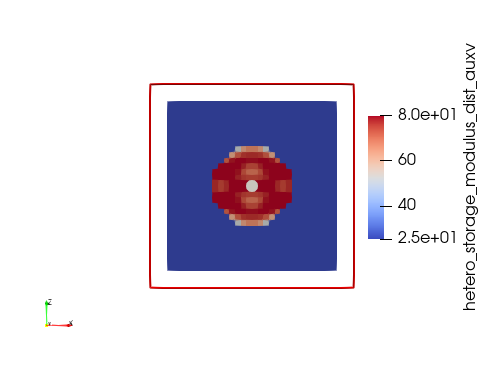 8.0e+01
60
40
2.5e+01
hetero_storage_modulus_dist_auxv
Z
Y
X